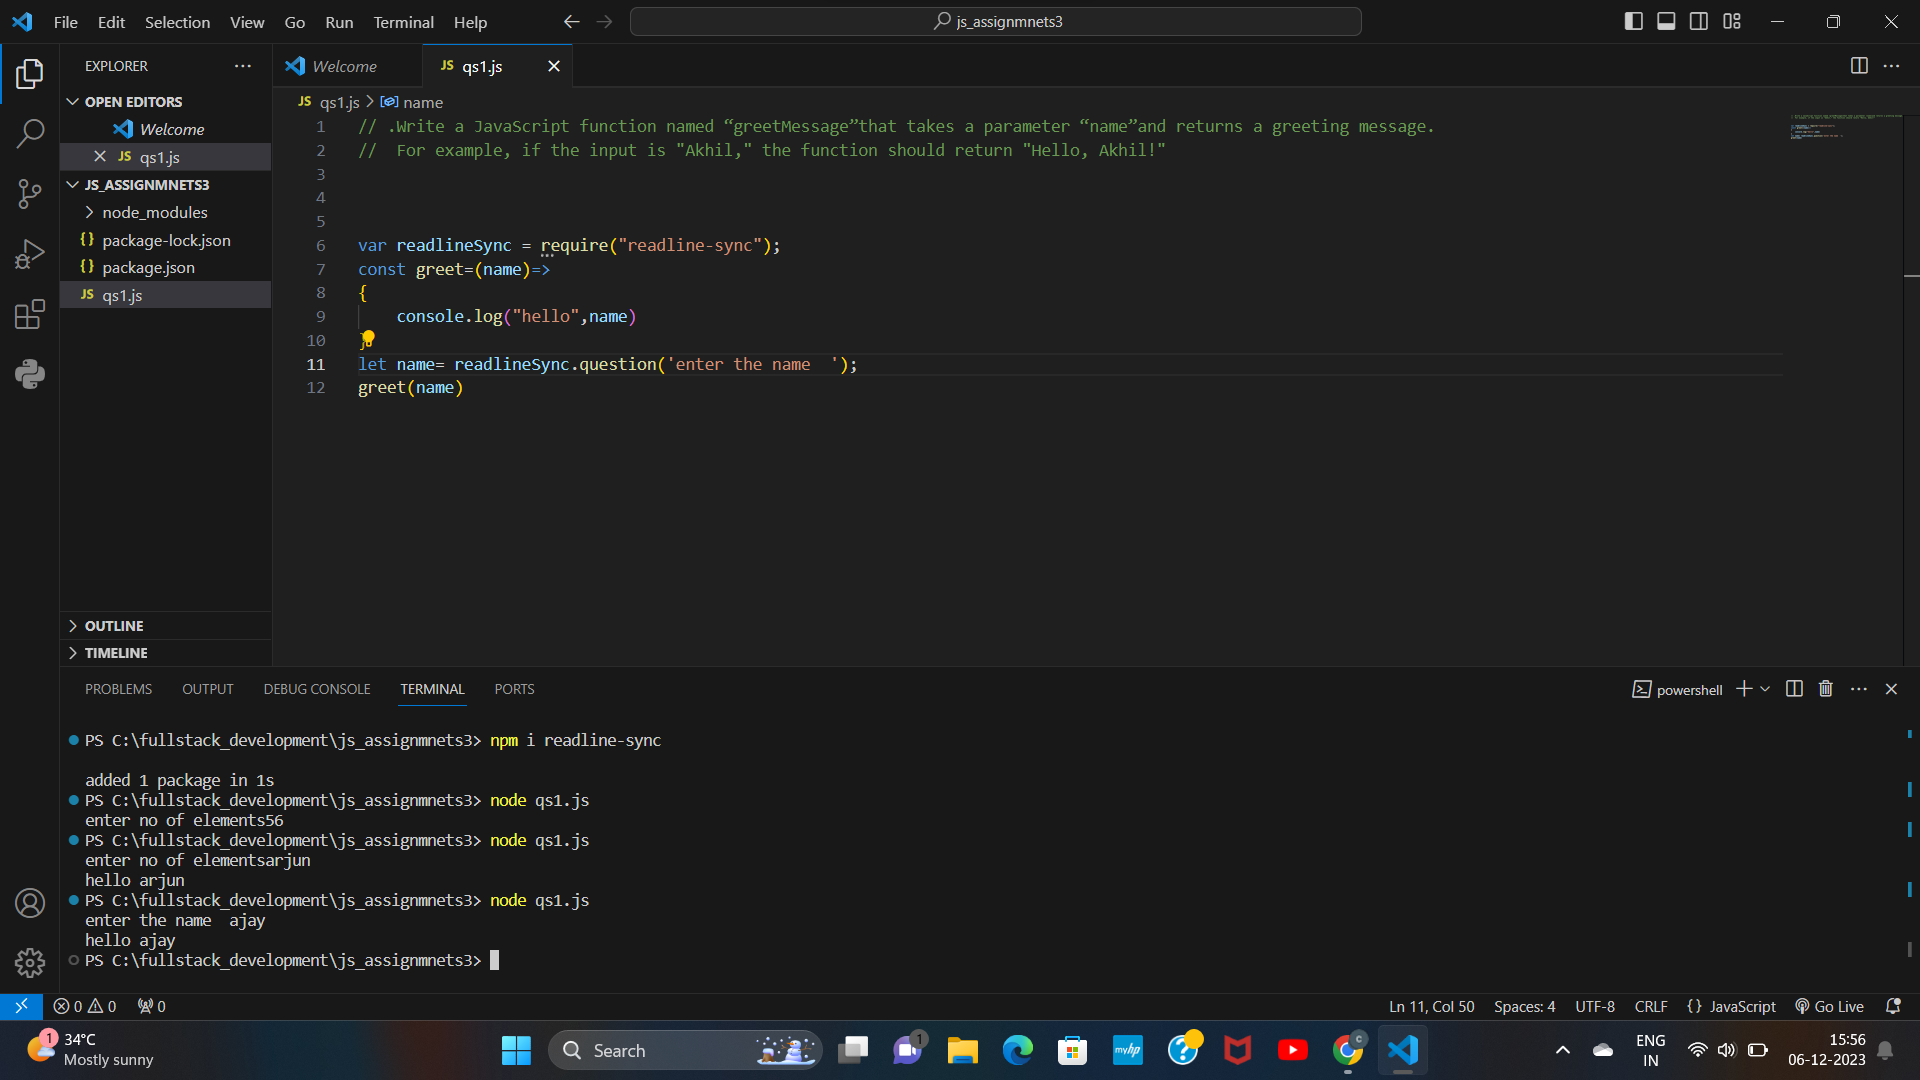 File Edit Selection View Go Run Terminal Help
js_assignmnets3
EXPLORER
OPEN EDITORS
Welcome
JS qs1.js
JS_ASSIGNMNETS3
node_modules
{} package-lock.json
{} package.json
JS qs1.js
OUTLINE
TIMELINE
Welcome
JS qs1.js
JS qs1.js > name
1 // .Write a JavaScript function named “greetMessage”that takes a parameter “name”and returns a greeting message.
2 //  For example, if the input is "Akhil," the function should return "Hello, Akhil!"
3
4
5
6 var readlineSync = require("readline-sync");
7 const greet=(name)=>
8 {
9     console.log("hello",name)
10 }
11 let name= readlineSync.question('enter the name  ');
12 greet(name)
PROBLEMS OUTPUT DEBUG CONSOLE TERMINAL PORTS
powershell
PS C:\fullstack_development\js_assignmnets3> npm i readline-sync
added 1 package in 1s
PS C:\fullstack_development\js_assignmnets3> node qs1.js
enter no of elements56
PS C:\fullstack_development\js_assignmnets3> node qs1.js
enter no of elementsarjun
hello arjun
PS C:\fullstack_development\js_assignmnets3> node qs1.js
enter the name  ajay
hello ajay
PS C:\fullstack_development\js_assignmnets3>
0 0 0
Ln 11, Col 50 Spaces: 4 UTF-8 CRLF {} JavaScript Go Live
1
34°C
Mostly sunny
Search
1
myhp
?
C
ENG
IN
15:56
06-12-2023